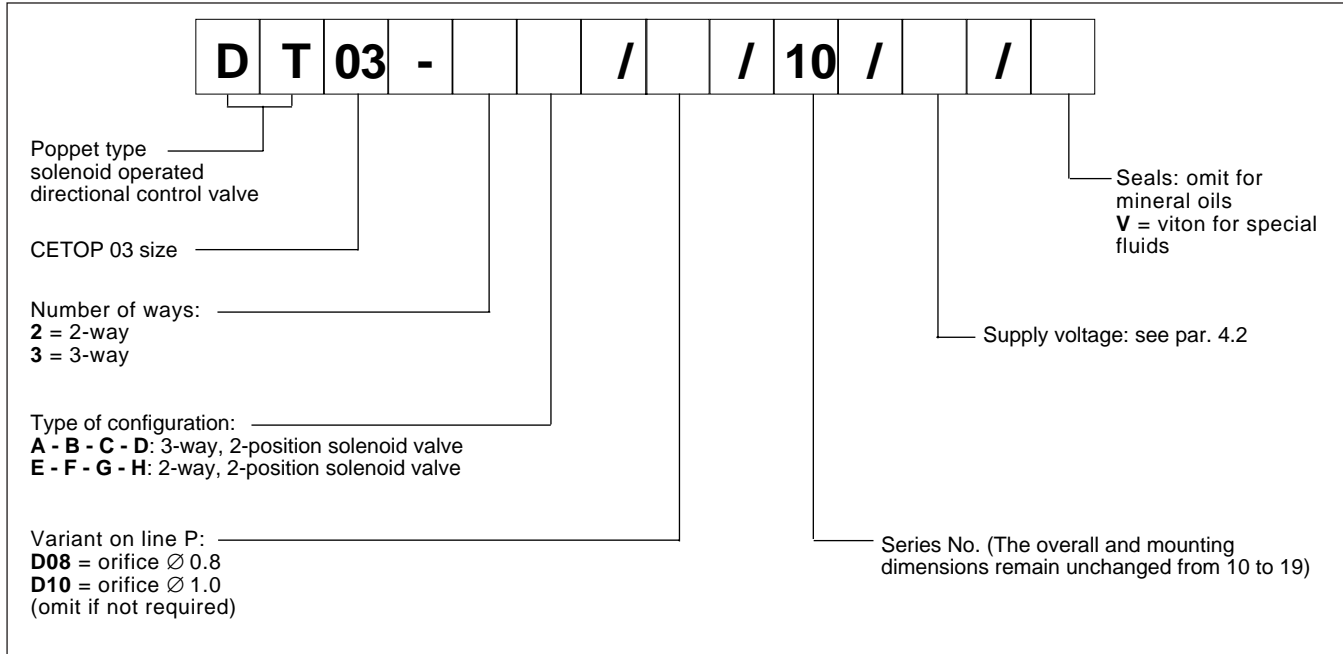 D T 03 - / / 10 / /
Poppet type
solenoid operated
directional control valve
CETOP 03 size
Number of ways:
2 = 2-way
3 = 3-way
Type of configuration:
A - B - C - D: 3-way, 2-position solenoid valve
E - F - G - H: 2-way, 2-position solenoid valve
Variant on line P:
D08 = orifice ∅ 0.8
D10 = orifice ∅ 1.0
(omit if not required)
Seals: omit for
mineral oils
V = viton for special
fluids
Supply voltage: see par. 4.2
Series No. (The overall and mounting
dimensions remain unchanged from 10 to 19)